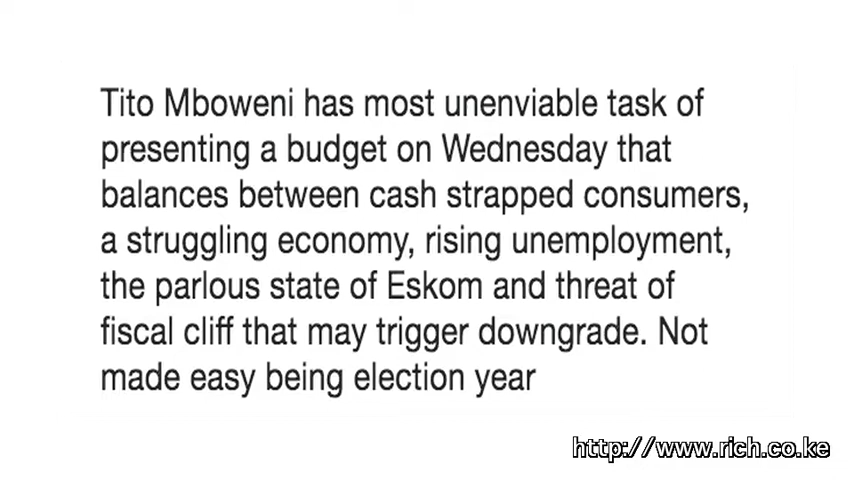 Tito Mboweni has most unenviable task of
presenting a budget on Wednesday that
balances between cash strapped consumers,
a struggling economy, rising unemployment,
the parlous state of Eskom and threat of
fiscal cliff that may trigger downgrade. Not
made easy being election year
http://www.rich.co.ke